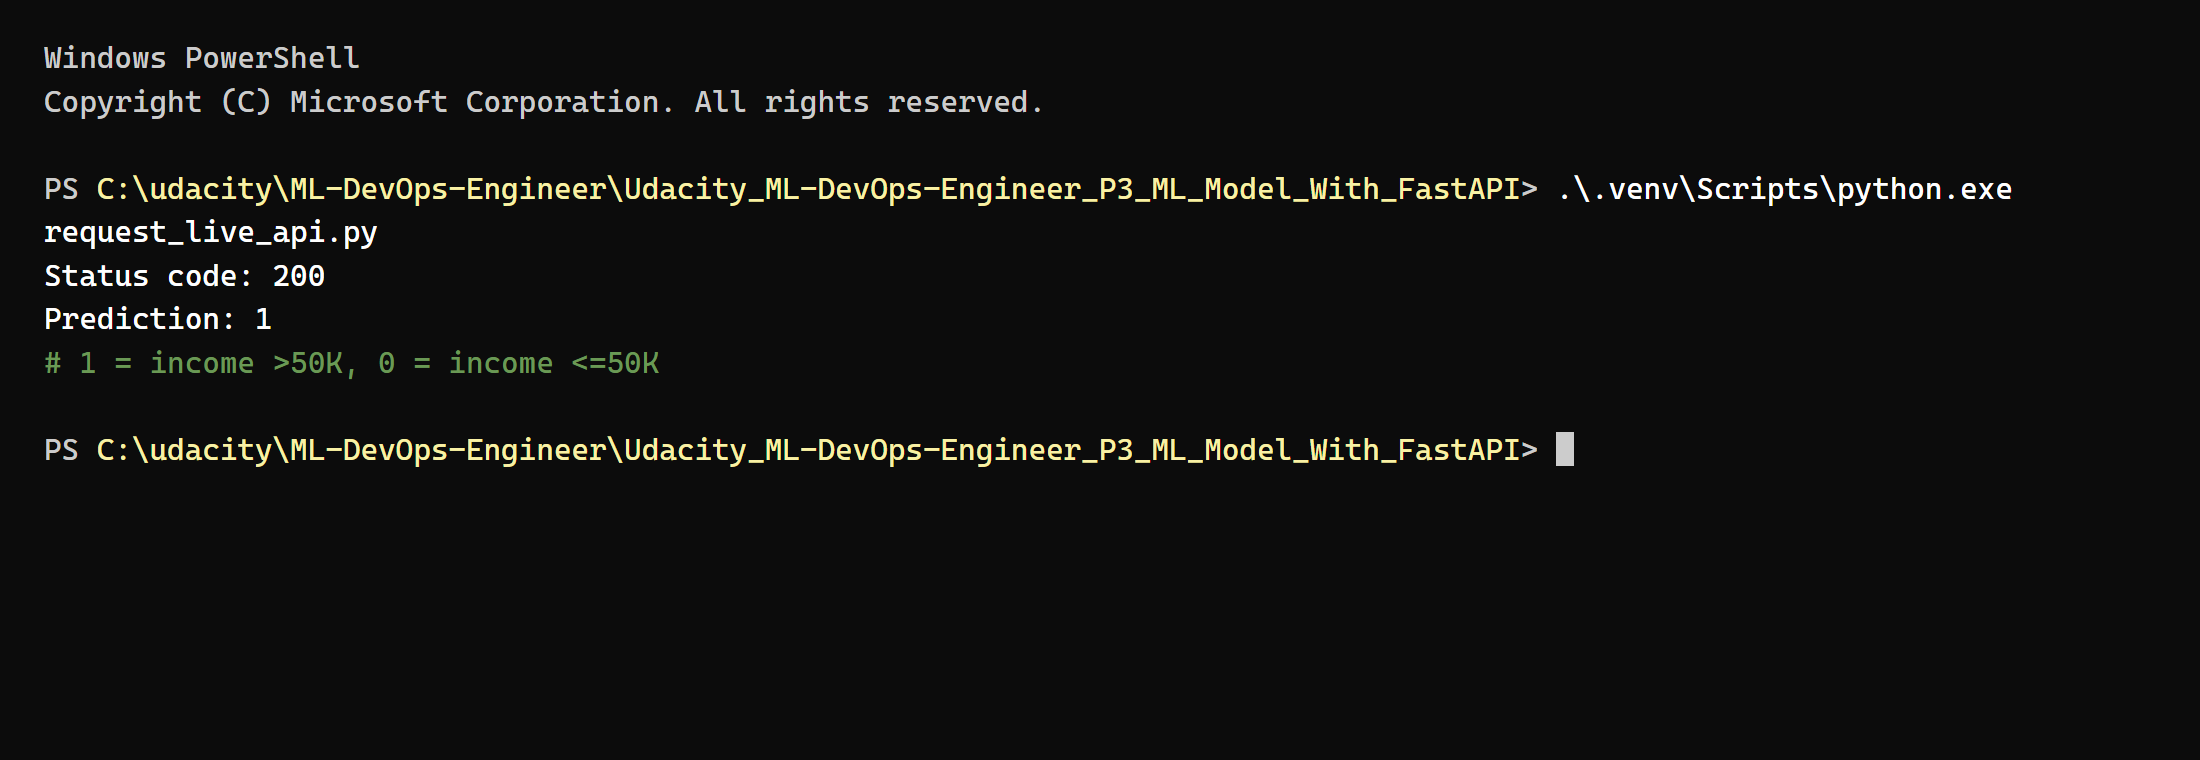 Windows PowerShell
Copyright (C) Microsoft Corporation. All rights reserved.
PS C:\udacity\ML-DevOps-Engineer\Udacity_ML-DevOps-Engineer_P3_ML_Model_With_FastAPI> .\.venv\Scripts\python.exe
request_live_api.py
Status code: 200
Prediction: 1
# 1 = income >50K, 0 = income <=50K
PS C:\udacity\ML-DevOps-Engineer\Udacity_ML-DevOps-Engineer_P3_ML_Model_With_FastAPI>